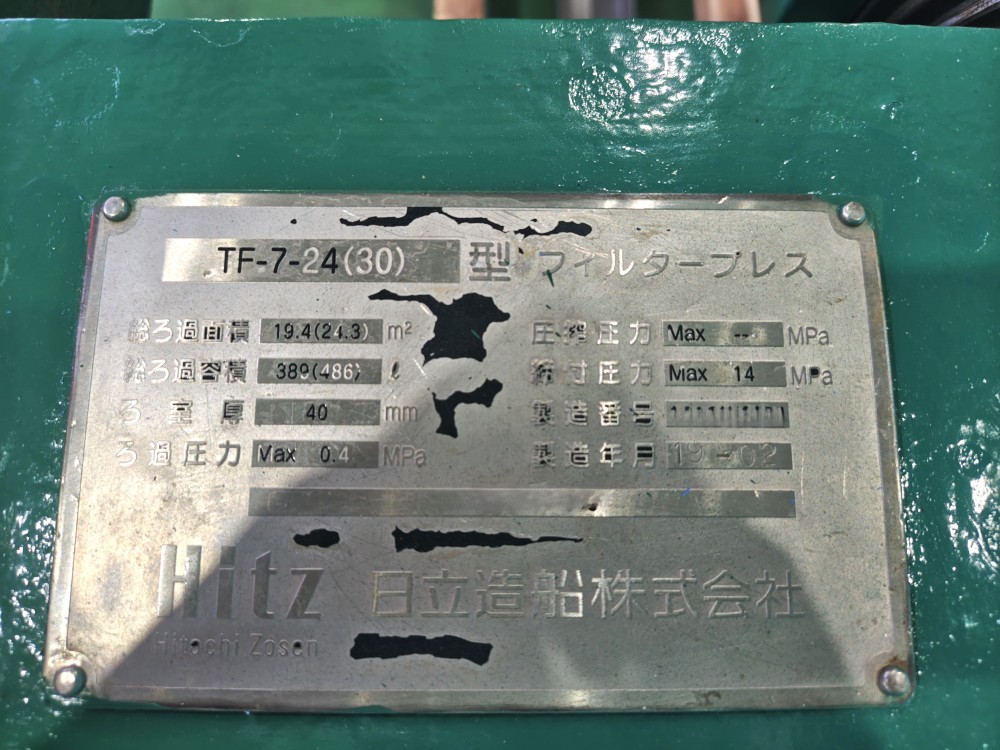 TF-7-24(30) 型 フィルタープレス
総ろ過面積 19.4(24.3) m² 圧搾圧力 Max --- MPa
総ろ過容積 389(486) ℓ 締付圧力 Max 14 MPa
ろ室厚 40 mm 製造番号
ろ過圧力 Max 0.4 MPa 製造年月 19-02
Hitz 日立造船株式会社
Hitachi Zosen